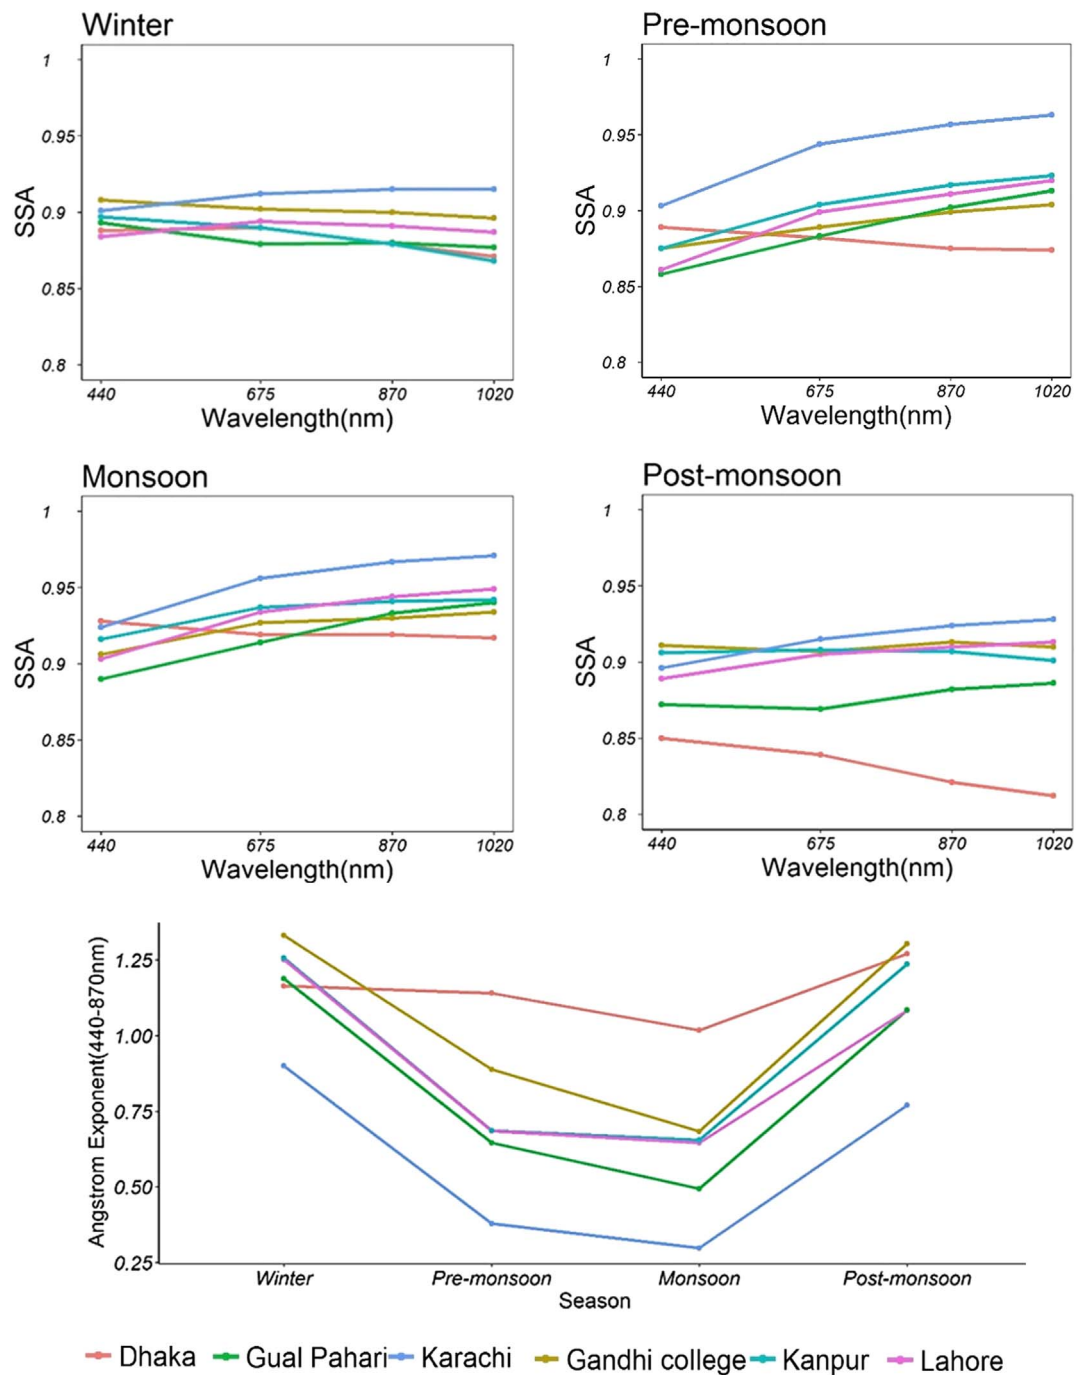 Winter
Pre-monsoon
1
0.95
0.9
0.85
0.8
SSA
440 675 870 1020
Wavelength(nm)
1
0.95
0.9
0.85
0.8
SSA
440 675 870 1020
Wavelength(nm)
Monsoon
Post-monsoon
1
0.95
0.9
0.85
0.8
SSA
440 675 870 1020
Wavelength(nm)
1
0.95
0.9
0.85
0.8
SSA
440 675 870 1020
Wavelength(nm)
Angstrom Exponent(440-870nm)
1.25
1.00
0.75
0.50
0.25
Winter Pre-monsoon Monsoon Post-monsoon
Season
Dhaka Gual Pahari Karachi Gandhi college Kanpur Lahore